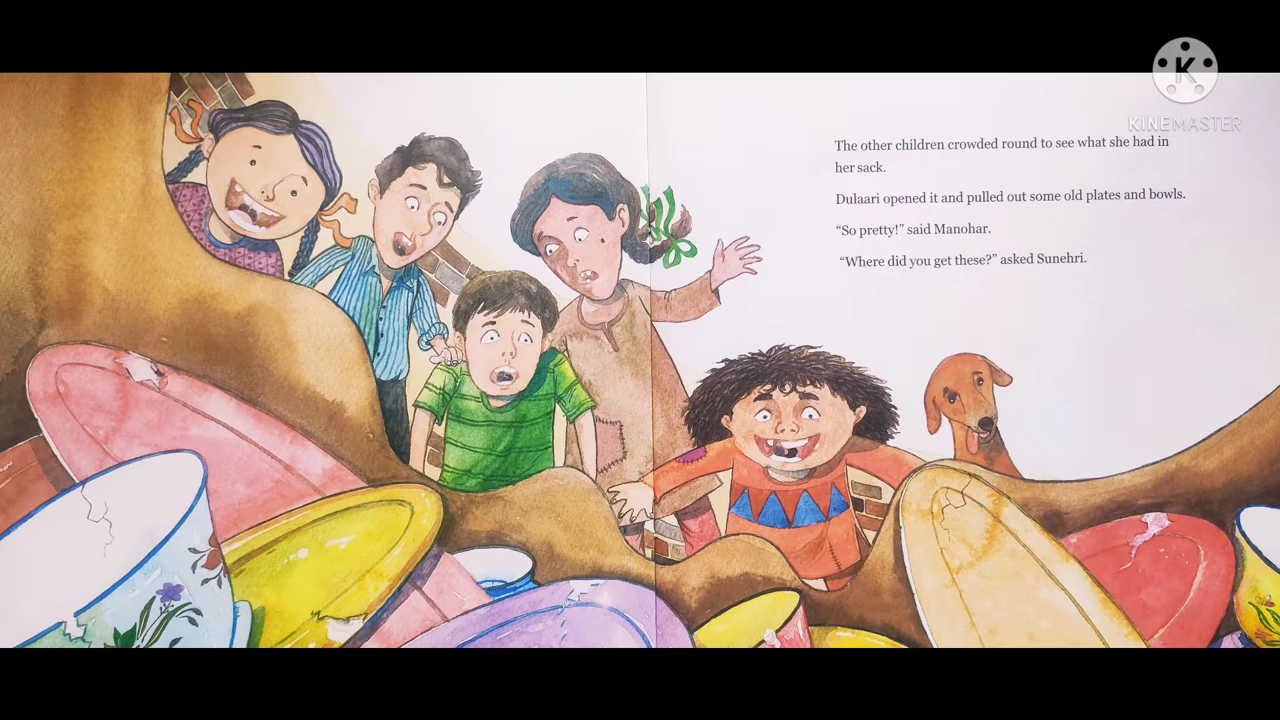 K
KINEMASTER
The other children crowded round to see what she had in
her sack.
Dulaari opened it and pulled out some old plates and bowls.
“So pretty!” said Manohar.
“Where did you get these?” asked Sunehri.